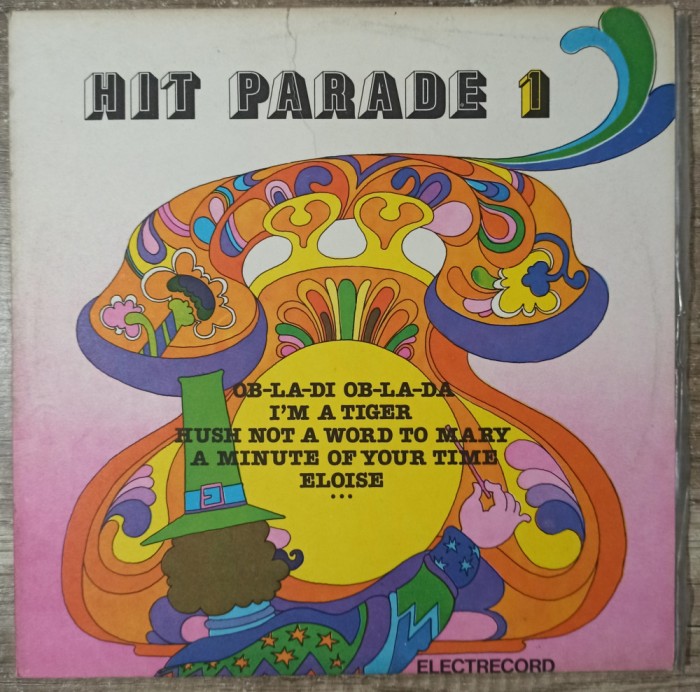 HIT PARADE 1
OB-LA-DI OB-LA-DA
I'M A TIGER
HUSH NOT A WORD TO MARY
A MINUTE OF YOUR TIME
ELOISE
...
ELECTRECORD